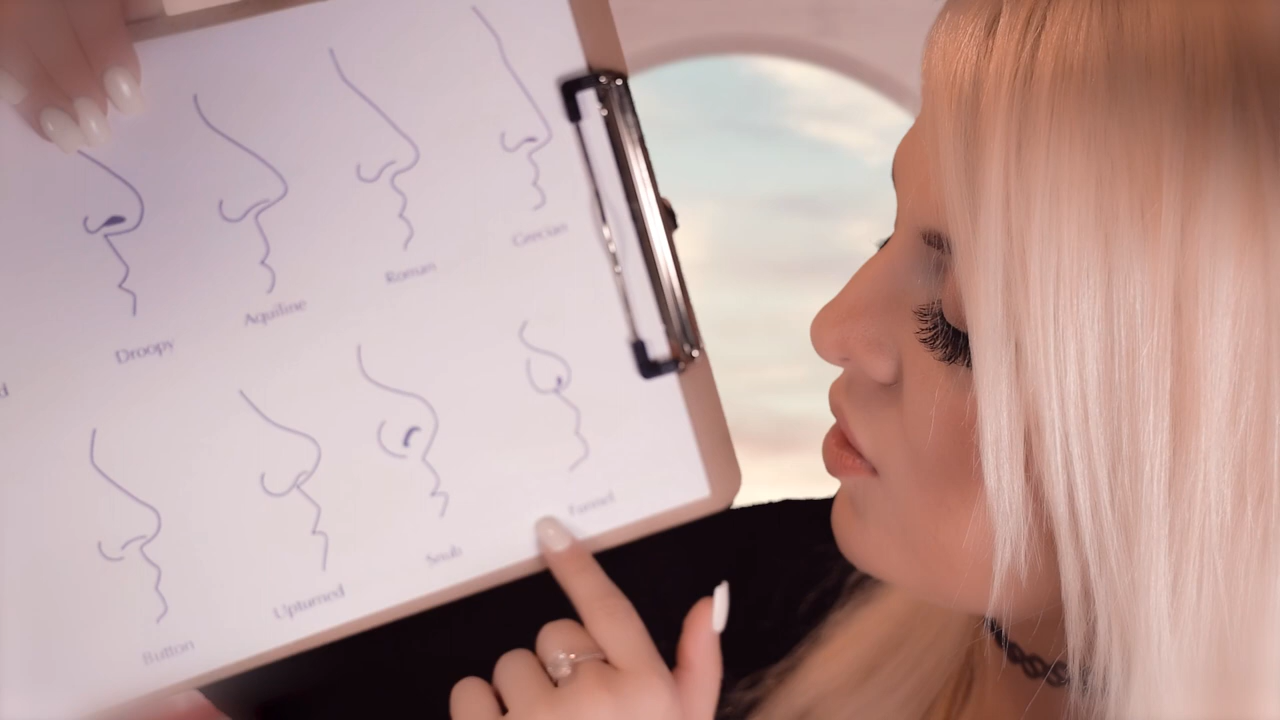 Droopy
Aquiline
Roman
Grecian
Button
Upturned
Snub
Funnel